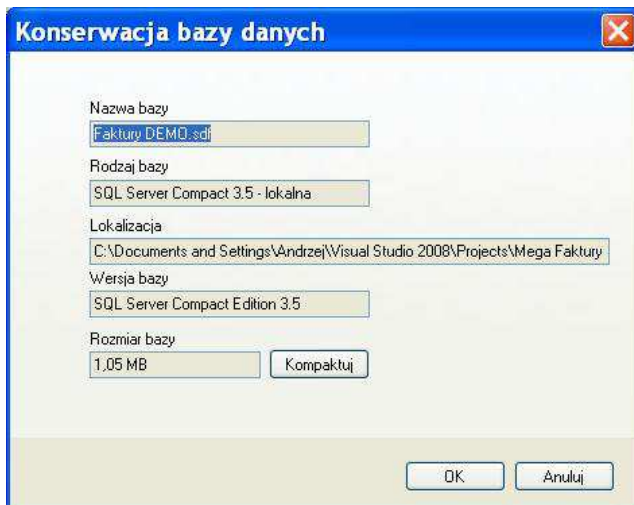 Konserwacja bazy danych
Nazwa bazy
Faktury DEMO.sdf
Rodzaj bazy
SQL Server Compact 3.5 - lokalna
Lokalizacja
C:\Documents and Settings\Andrzej\Visual Studio 2008\Projects\Mega Faktury
Wersja bazy
SQL Server Compact Edition 3.5
Rozmiar bazy
1,05 MB
Kompaktuj
OK
Anuluj